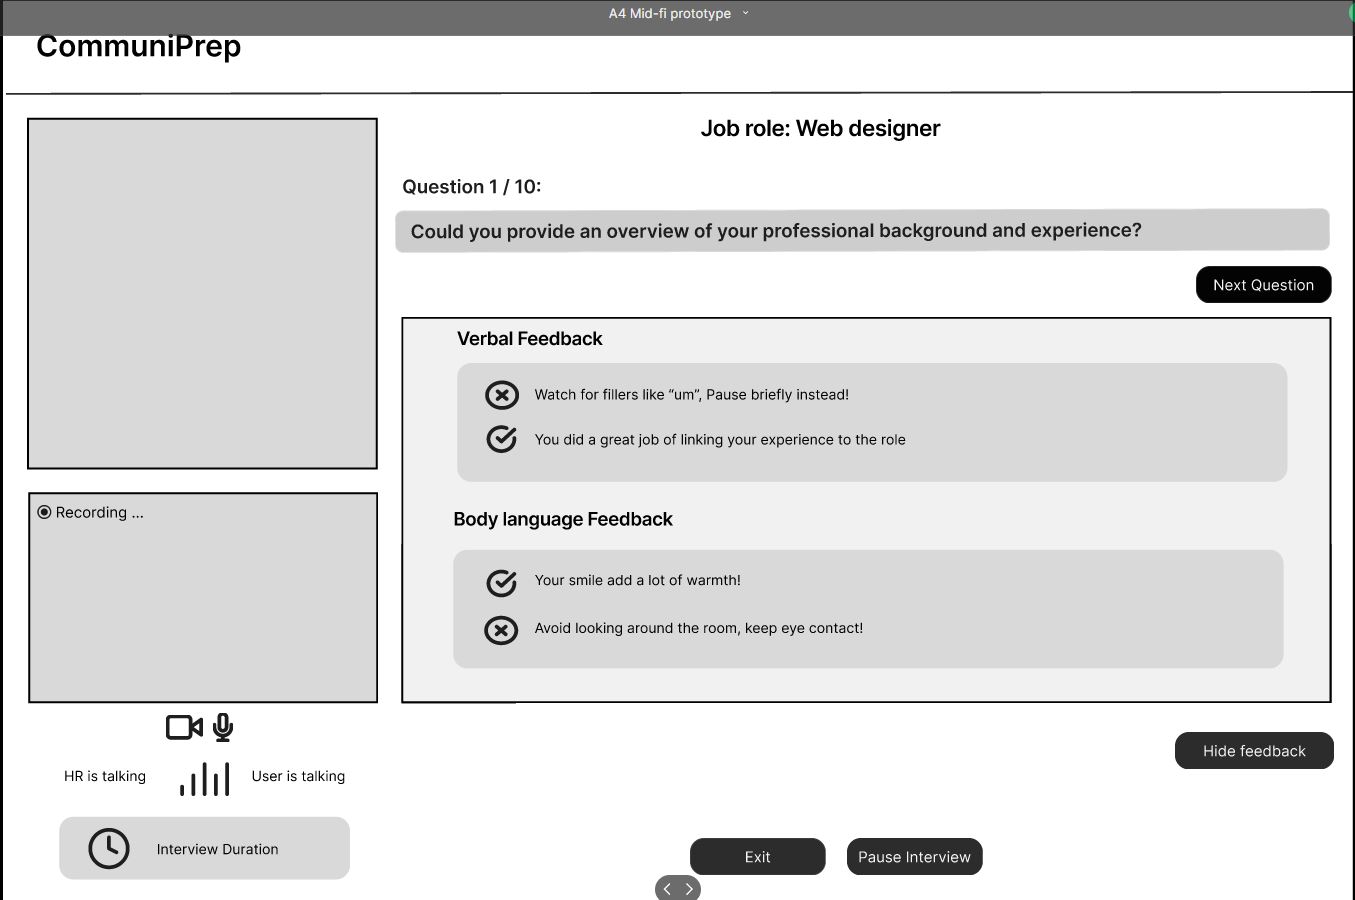 A4 Mid-fi prototype
CommuniPrep
Job role: Web designer
Question 1 / 10:
Could you provide an overview of your professional background and experience?
Next Question
Verbal Feedback
Watch for fillers like “um”, Pause briefly instead!
You did a great job of linking your experience to the role
Body language Feedback
Your smile add a lot of warmth!
Avoid looking around the room, keep eye contact!
Recording ...
HR is talking
User is talking
Interview Duration
Hide feedback
Exit
Pause Interview